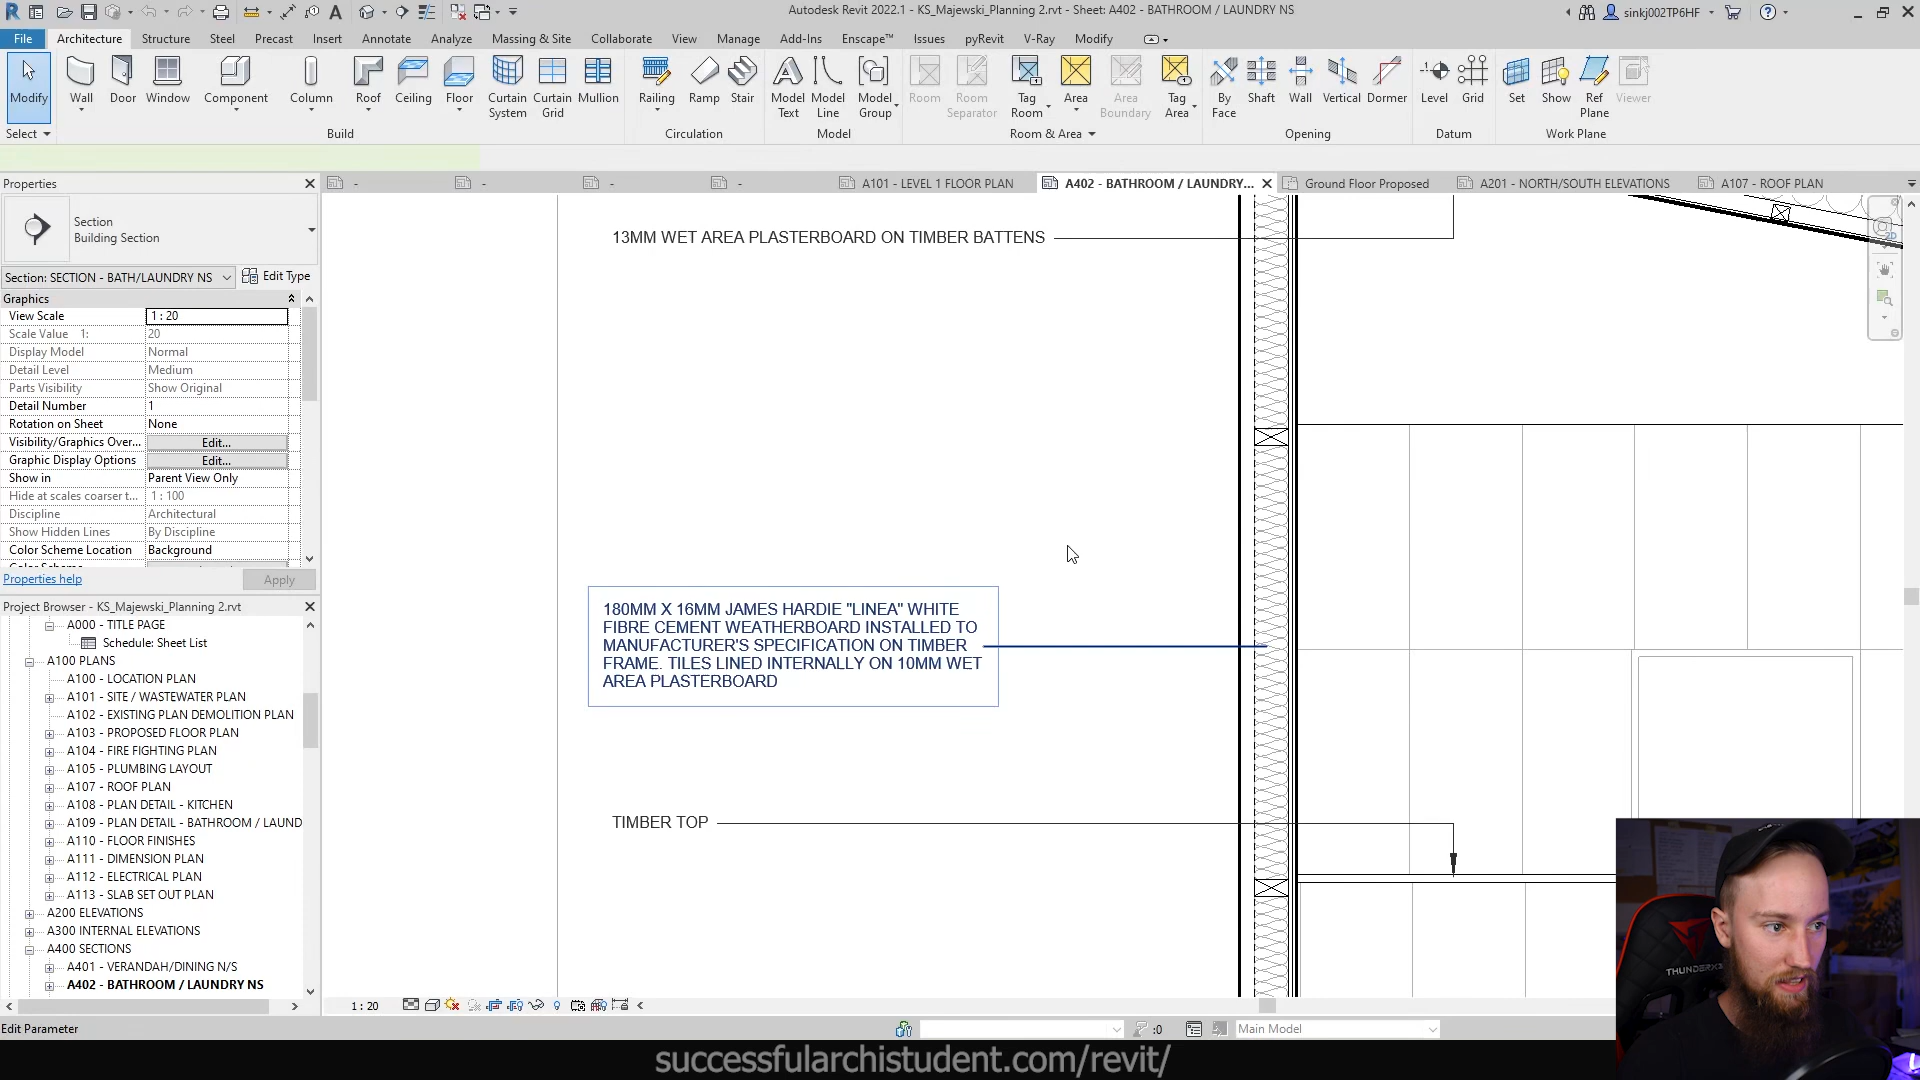 Autodesk Revit 2022.1 - KS_Majewski_Planning 2.rvt - Sheet: A402 - BATHROOM / LAUNDRY NS
sinkj002TP6HF
File Architecture Structure Steel Precast Insert Annotate Analyze Massing & Site Collaborate View Manage Add-Ins Enscape™ Issues pyRevit V-Ray Modify
Modify Wall Door Window Component Column Roof Ceiling Floor Curtain System Curtain Grid Mullion Railing Ramp Stair Model Text Model Line Model Group Room Room Separator Tag Room Area Area Boundary Tag Area By Face Shaft Wall Vertical Dormer Level Grid Set Show Ref Plane Viewer
Select Build Circulation Model Room & Area Opening Datum Work Plane
Properties
- - - - A101 - LEVEL 1 FLOOR PLAN A402 - BATHROOM / LAUNDRY... Ground Floor Proposed A201 - NORTH/SOUTH ELEVATIONS A107 - ROOF PLAN
Section
Building Section
Section: SECTION - BATH/LAUNDRY NS Edit Type
Graphics
View Scale 1 : 20
Scale Value 1: 20
Display Model Normal
Detail Level Medium
Parts Visibility Show Original
Detail Number 1
Rotation on Sheet None
Visibility/Graphics Over... Edit...
Graphic Display Options Edit...
Show in Parent View Only
Hide at scales coarser t... 1 : 100
Discipline Architectural
Show Hidden Lines By Discipline
Color Scheme Location Background
Properties help Apply
Project Browser - KS_Majewski_Planning 2.rvt
A000 - TITLE PAGE
Schedule: Sheet List
A100 PLANS
A100 - LOCATION PLAN
A101 - SITE / WASTEWATER PLAN
A102 - EXISTING PLAN DEMOLITION PLAN
A103 - PROPOSED FLOOR PLAN
A104 - FIRE FIGHTING PLAN
A105 - PLUMBING LAYOUT
A107 - ROOF PLAN
A108 - PLAN DETAIL - KITCHEN
A109 - PLAN DETAIL - BATHROOM / LAUND
A110 - FLOOR FINISHES
A111 - DIMENSION PLAN
A112 - ELECTRICAL PLAN
A113 - SLAB SET OUT PLAN
A200 ELEVATIONS
A300 INTERNAL ELEVATIONS
A400 SECTIONS
A401 - VERANDAH/DINING N/S
A402 - BATHROOM / LAUNDRY NS
13MM WET AREA PLASTERBOARD ON TIMBER BATTENS
180MM X 16MM JAMES HARDIE "LINEA" WHITE
FIBRE CEMENT WEATHERBOARD INSTALLED TO
MANUFACTURER'S SPECIFICATION ON TIMBER
FRAME. TILES LINED INTERNALLY ON 10MM WET
AREA PLASTERBOARD
TIMBER TOP
2D
THUNDERX3
1 : 20
Edit Parameter
:0 Main Model
successfularchistudent.com/revit/